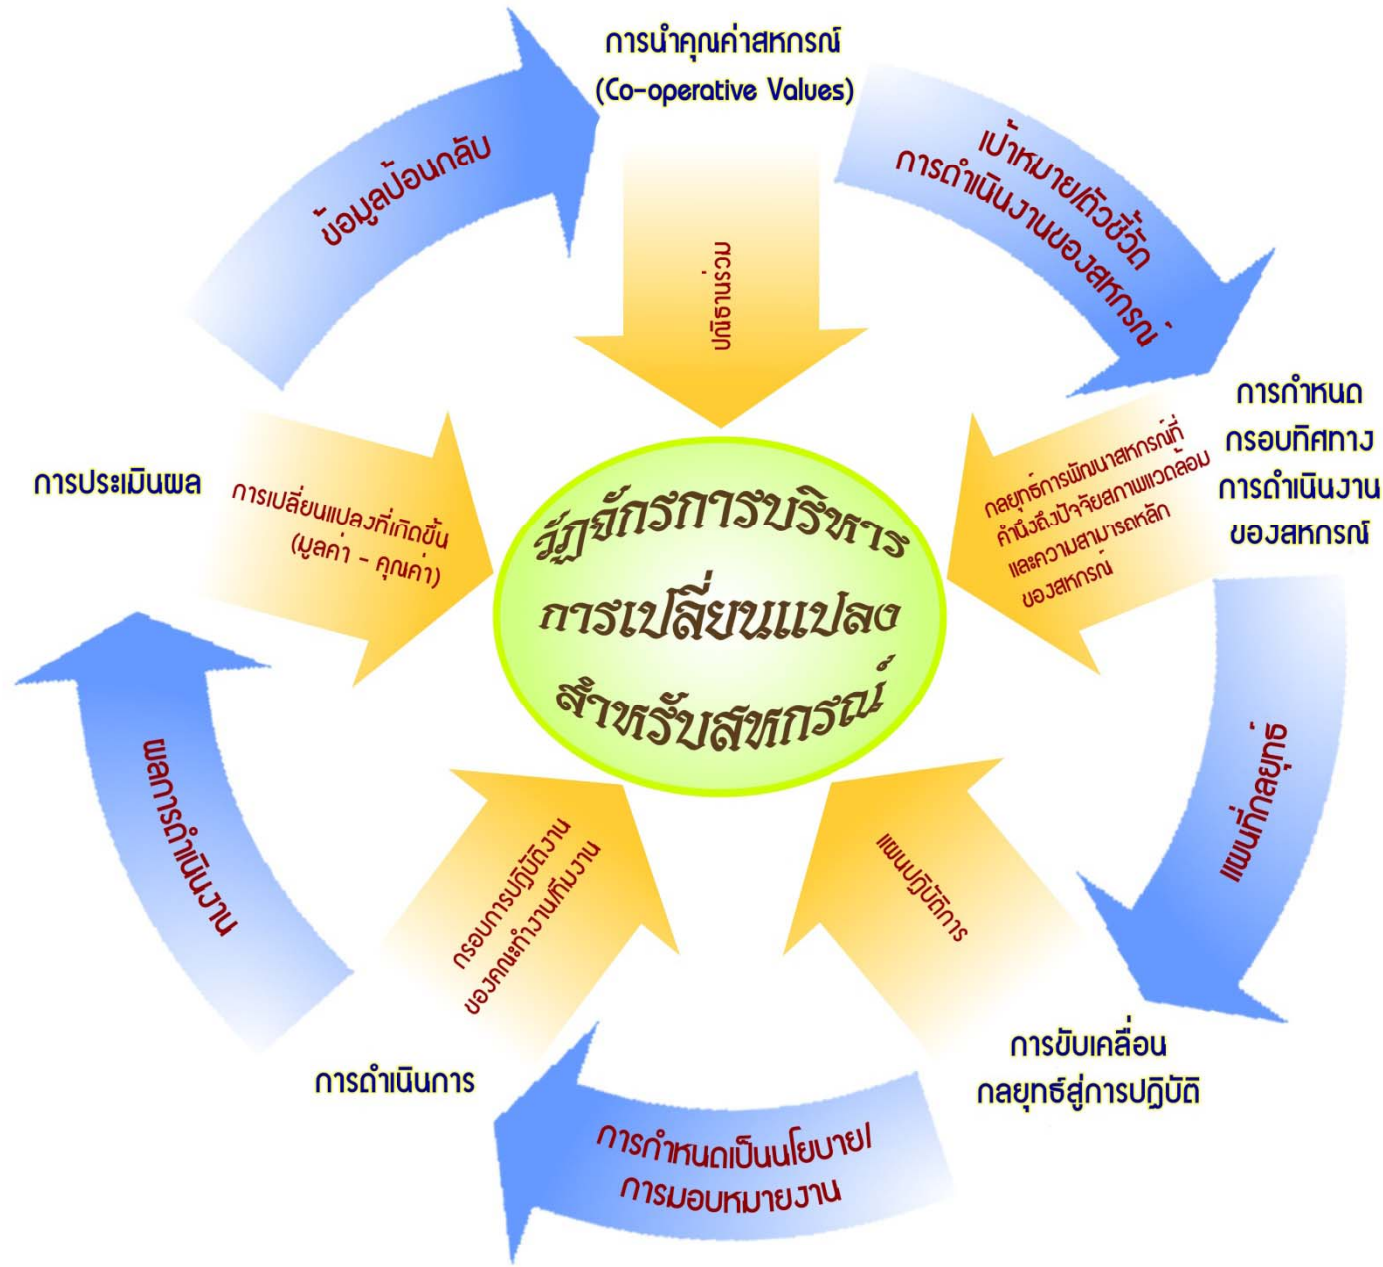 การนำคุณค่าสหกรณ์
(Co-operative Values)
เป้าหมาย/ตัวชี้วัด
การดำเนินงานของสหกรณ์
ข้อมูลป้อนกลับ
ปณิธานร่วม
การกำหนด
กรอบทิศทาง
การดำเนินงาน
ของสหกรณ์
กลยุทธ์การพัฒนาสหกรณ์ที่
คำนึงถึงปัจจัยสภาพแวดล้อม
และความสามารถหลัก
ของสหกรณ์
การประเมินผล
การเปลี่ยนแปลงที่เกิดขึ้น
(มูลค่า - คุณค่า)
วัฏจักรการบริหาร
การเปลี่ยนแปลง
สำหรับสหกรณ์
แผนที่กลยุทธ์
ผลการดำเนินงาน
กรอบการปฏิบัติงาน
ของคณะทำงาน/ทีมงาน
แผนปฏิบัติการ
การขับเคลื่อน
กลยุทธ์สู่การปฏิบัติ
การดำเนินการ
การกำหนดเป็นนโยบาย/
การมอบหมายงาน